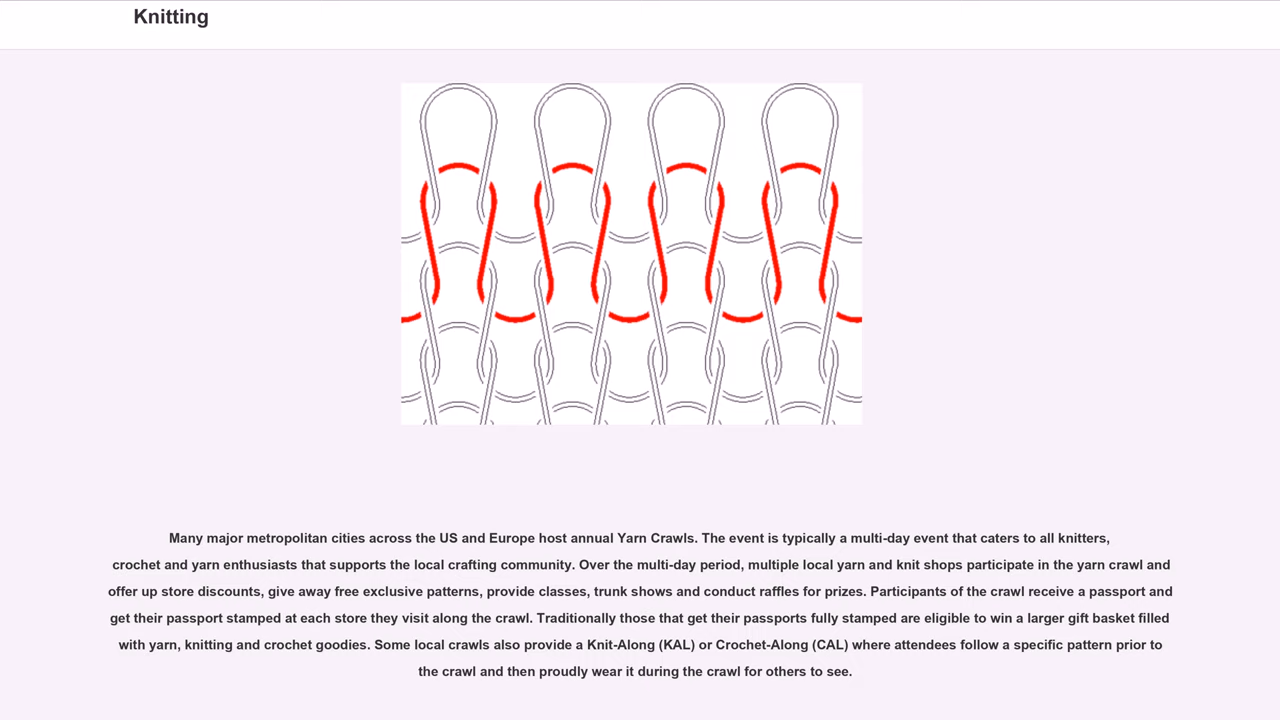 Knitting
Many major metropolitan cities across the US and Europe host annual Yarn Crawls. The event is typically a multi-day event that caters to all knitters,
crochet and yarn enthusiasts that supports the local crafting community. Over the multi-day period, multiple local yarn and knit shops participate in the yarn crawl and
offer up store discounts, give away free exclusive patterns, provide classes, trunk shows and conduct raffles for prizes. Participants of the crawl receive a passport and
get their passport stamped at each store they visit along the crawl. Traditionally those that get their passports fully stamped are eligible to win a larger gift basket filled
with yarn, knitting and crochet goodies. Some local crawls also provide a Knit-Along (KAL) or Crochet-Along (CAL) where attendees follow a specific pattern prior to
the crawl and then proudly wear it during the crawl for others to see.